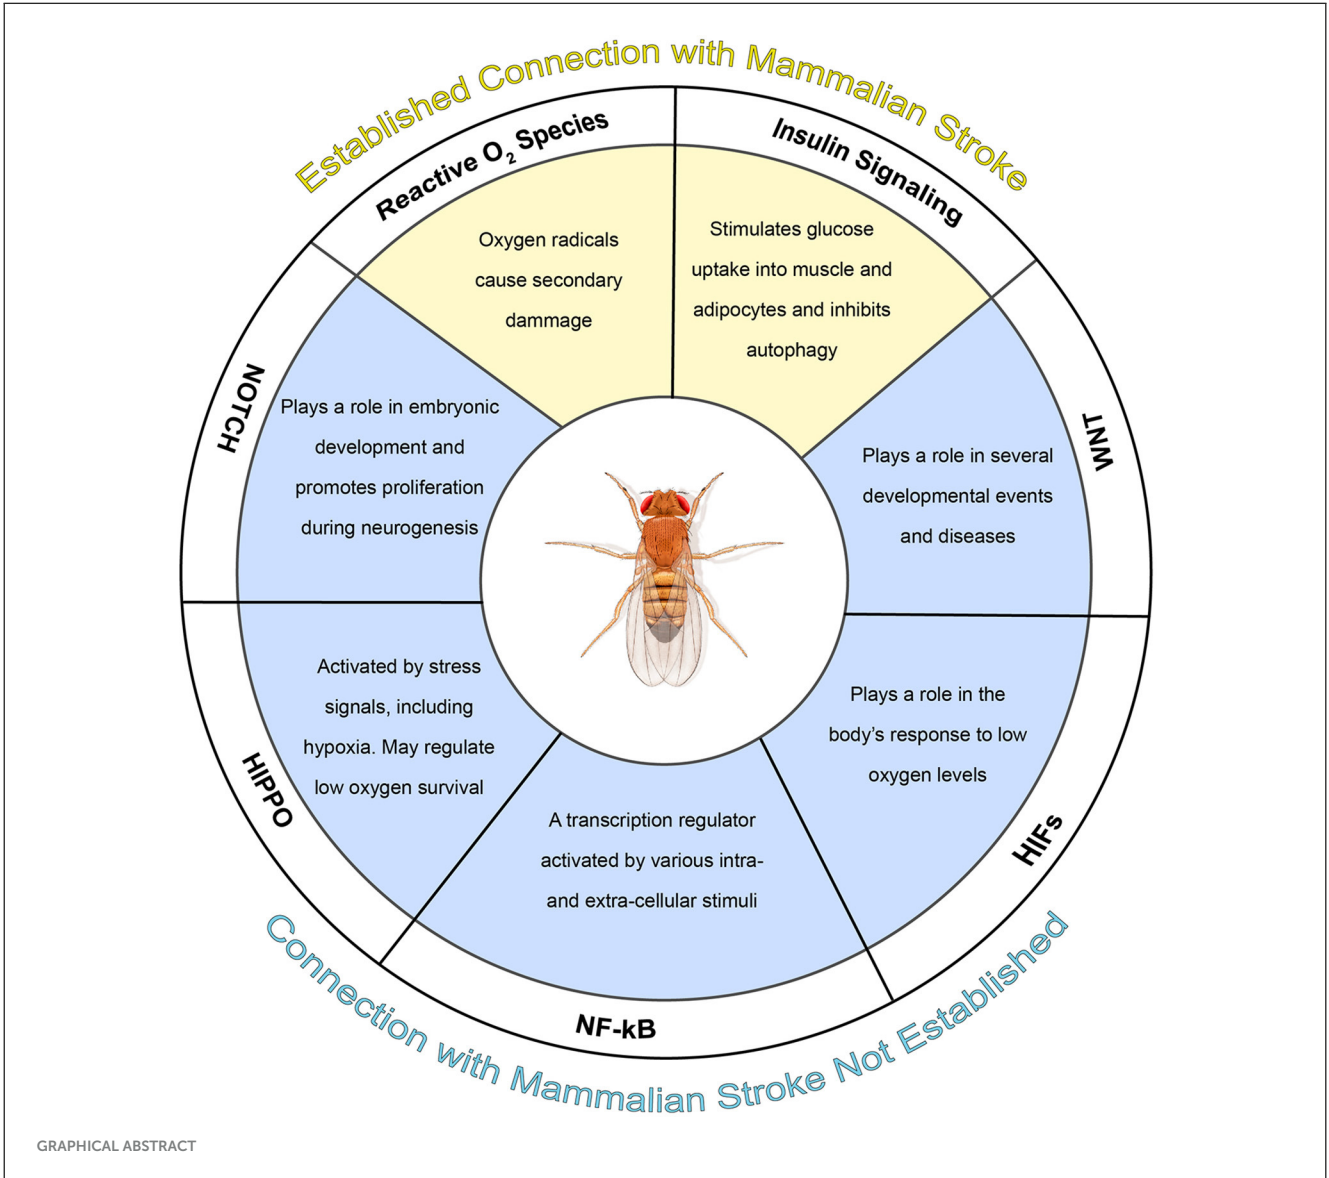 Established Connection with Mammalian Stroke
Reactive O2 Species
Oxygen radicals
cause secondary
dammage
Insulin Signaling
Stimulates glucose
uptake into muscle and
adipocytes and inhibits
autophagy
WNT
Plays a role in several
developmental events
and diseases
HIFs
Plays a role in the
body’s response to low
oxygen levels
NF-kB
A transcription regulator
activated by various intra-
and extra-cellular stimuli
HIPPO
Activated by stress
signals, including
hypoxia. May regulate
low oxygen survival
NOTCH
Plays a role in embryonic
development and
promotes proliferation
during neurogenesis
Connection with Mammalian Stroke Not Established
GRAPHICAL ABSTRACT